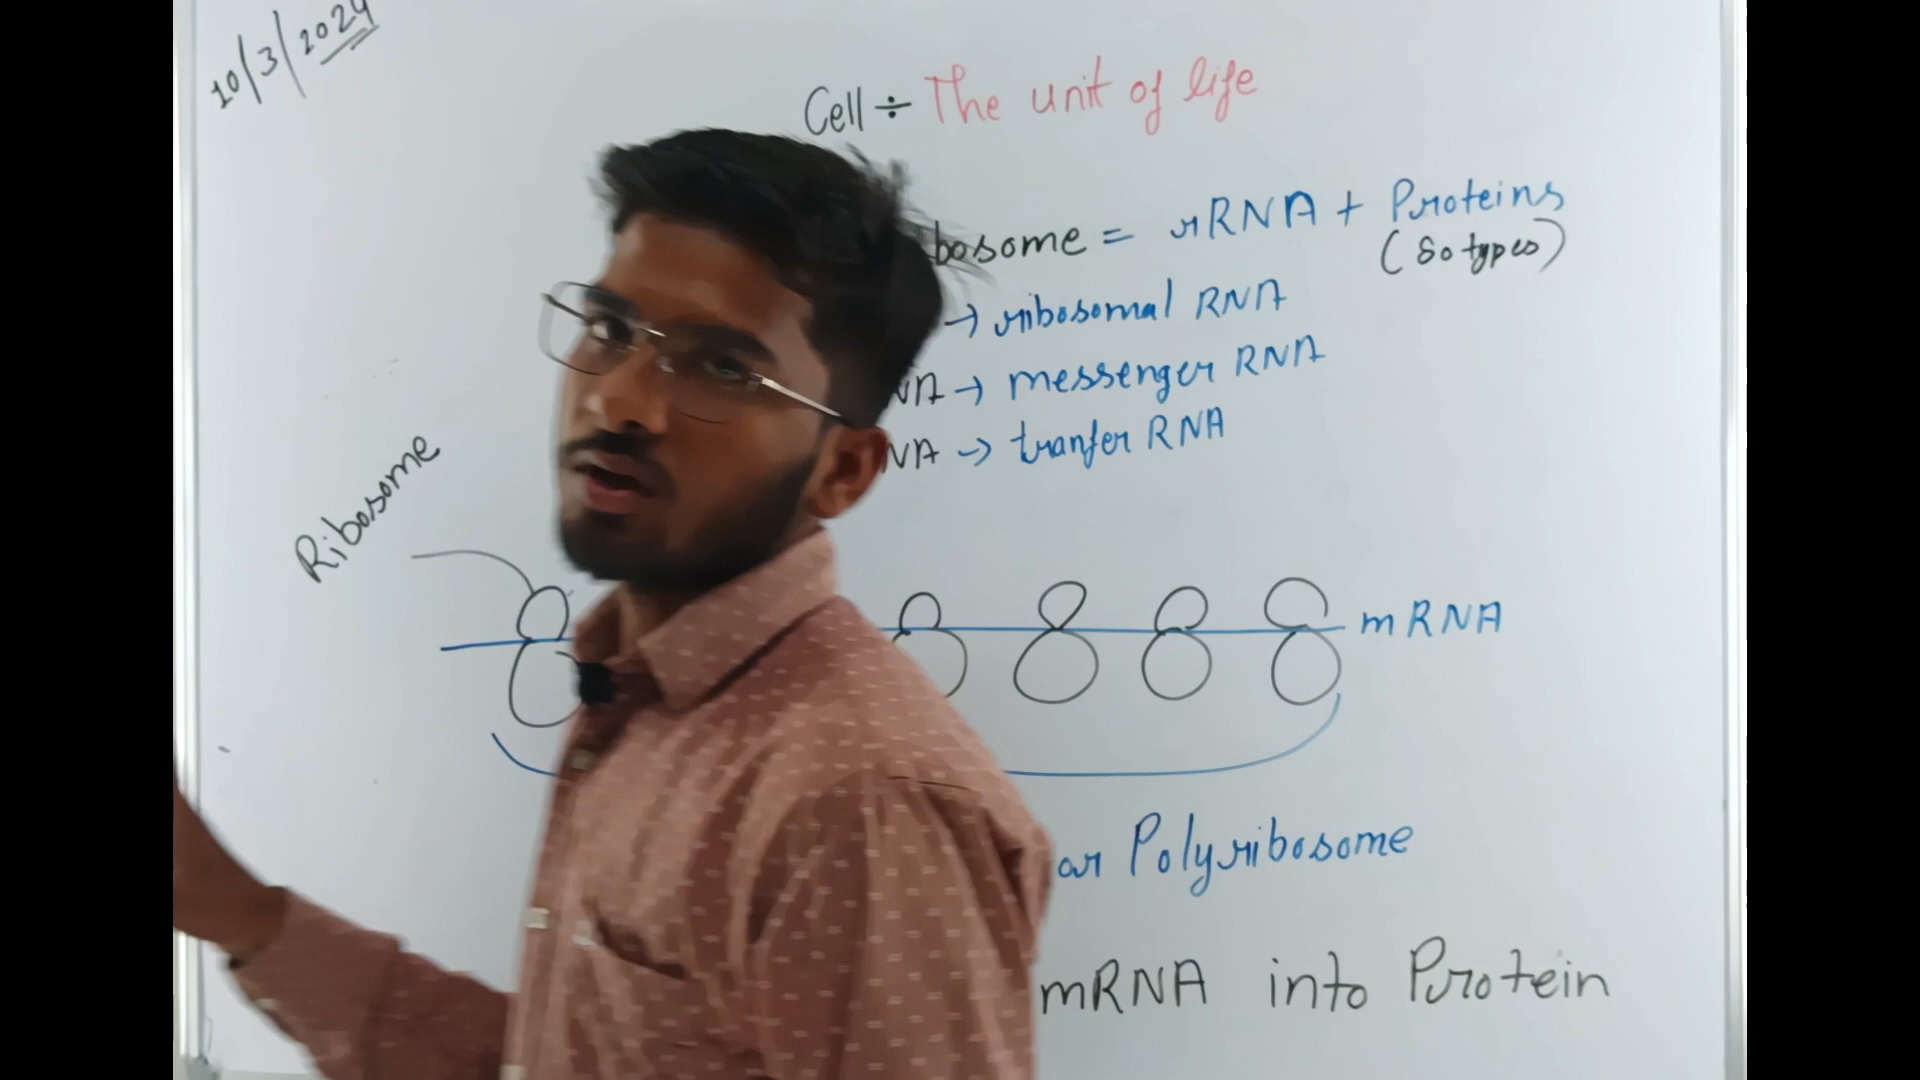 10/3/2024
Cell ÷ The unit of life
bosome = rRNA + Proteins
(80 types)
→ ribosomal RNA
NA → messenger RNA
NA → tranfer RNA
Ribosome
mRNA
or Polyribosome
mRNA into Protein